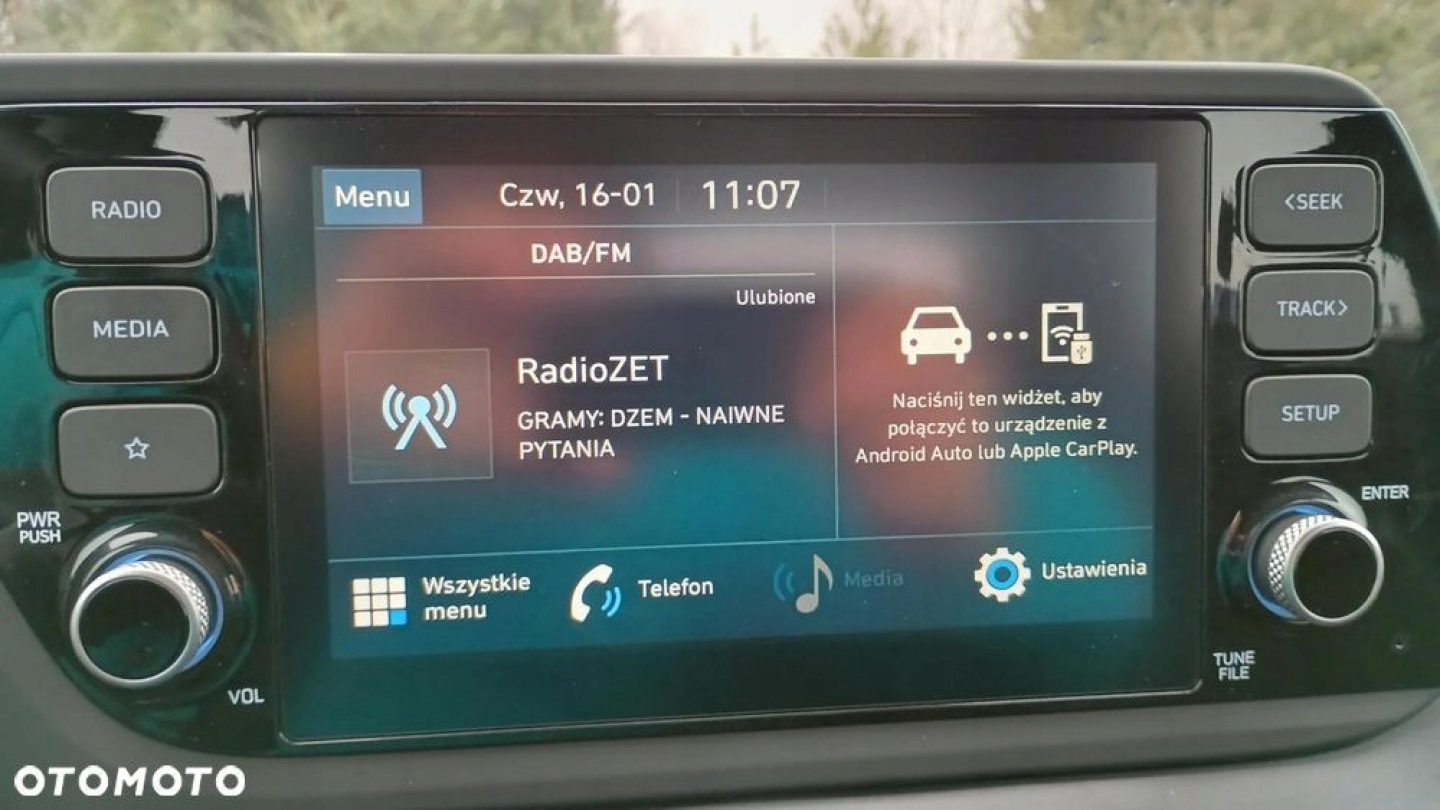 RADIO
MEDIA
PWR
PUSH
VOL
Menu
Czw, 16-01
11:07
DAB/FM
Ulubione
RadioZET
GRAMY: DZEM - NAIWNE
PYTANIA
Naciśnij ten widżet, aby
połączyć to urządzenie z
Android Auto lub Apple CarPlay.
Wszystkie
menu
Telefon
Media
Ustawienia
<SEEK
TRACK>
SETUP
ENTER
TUNE
FILE
OTOMOTO